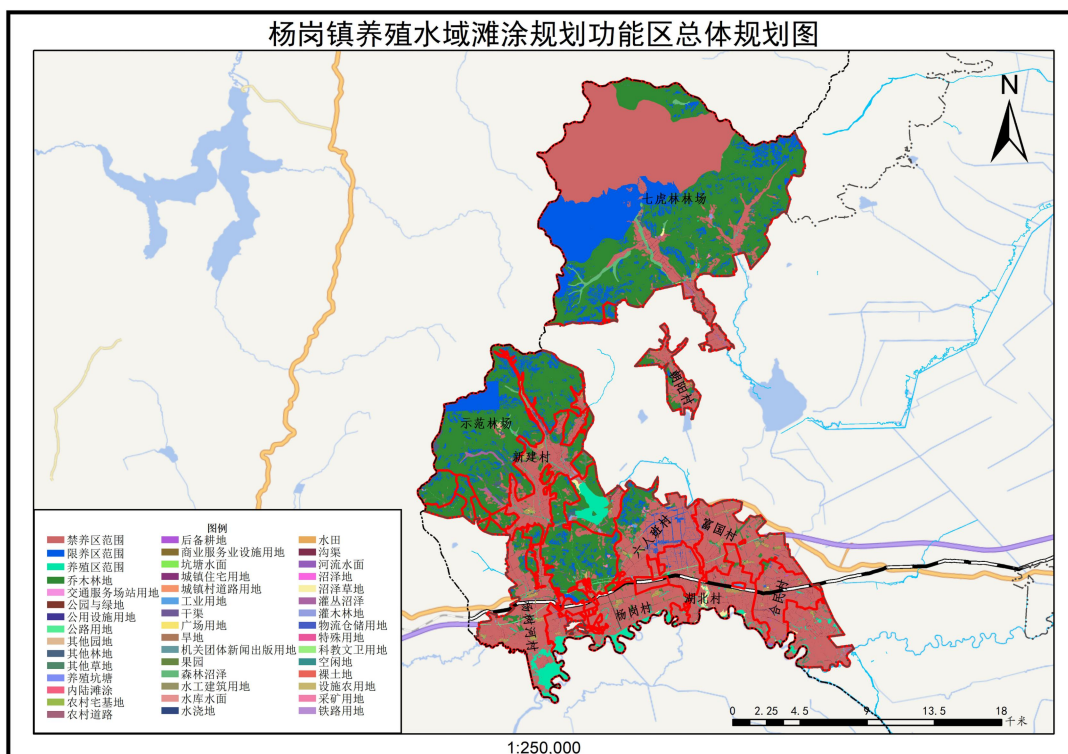 杨岗镇养殖水域滩涂规划功能区总体规划图
N
七虎林林场
朝阳村
示范林场
新建村
六人班村
富国村
合民村
湖北村
杨岗村
杨树河村
图例
禁养区范围
限养区范围
养殖区范围
乔木林地
交通服务场站用地
公园与绿地
公用设施用地
公路用地
其他园地
其他林地
其他草地
养殖坑塘
内陆滩涂
农村宅基地
农村道路
后备耕地
商业服务业设施用地
坑塘水面
城镇住宅用地
城镇村道路用地
工业用地
干渠
广场用地
旱地
机关团体新闻出版用地
果园
森林沼泽
水工建筑用地
水库水面
水浇地
水田
沟渠
河流水面
沼泽地
沼泽草地
灌丛沼泽
灌木林地
物流仓储用地
特殊用地
科教文卫用地
空闲地
裸土地
设施农用地
采矿用地
铁路用地
0 2.25 4.5 9 13.5 18
千米
1:250.000